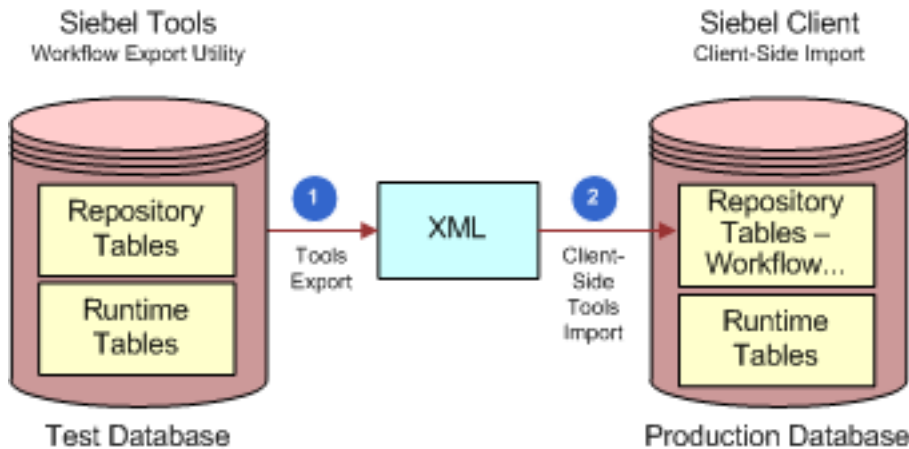 Siebel Tools
Workflow Export Utility
Siebel Client
Client-Side Import
Repository
Tables
Runtime
Tables
1
Tools
Export
XML
2
Client-
Side
Tools
Import
Repository
Tables –
Workflow...
Runtime
Tables
Test Database
Production Database